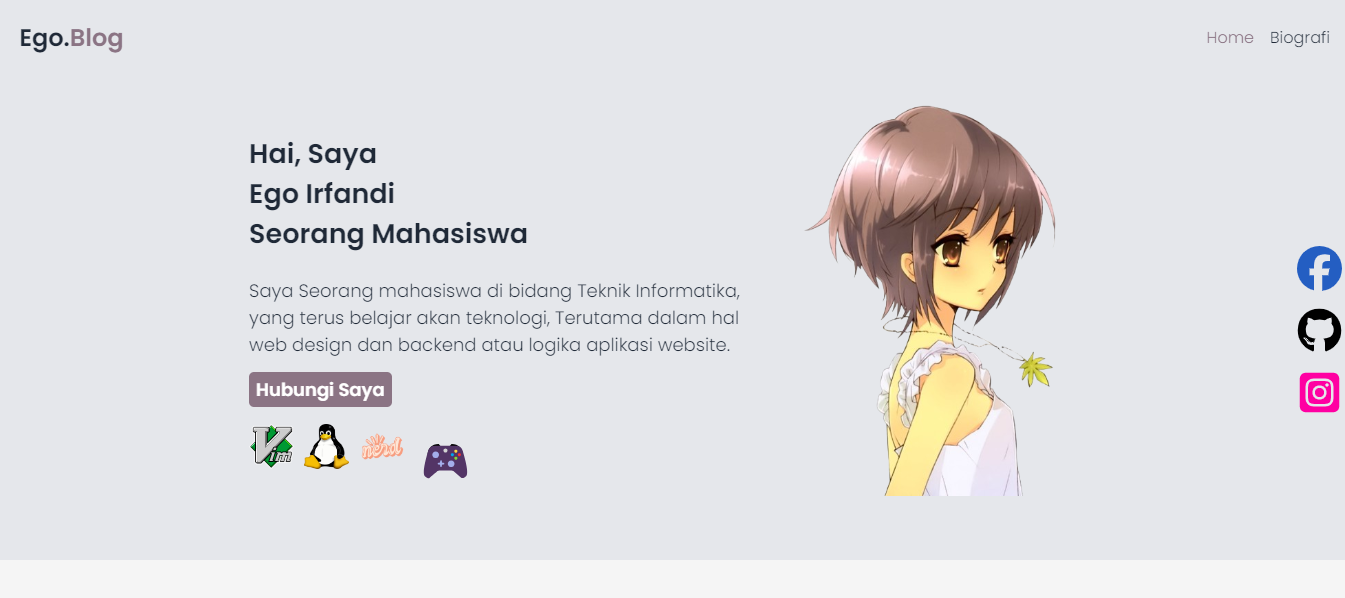 Ego.Blog
Home Biografi
Hai, Saya
Ego Irfandi
Seorang Mahasiswa
Saya Seorang mahasiswa di bidang Teknik Informatika,
yang terus belajar akan teknologi, Terutama dalam hal
web design dan backend atau logika aplikasi website.
Hubungi Saya
Vim
nerd